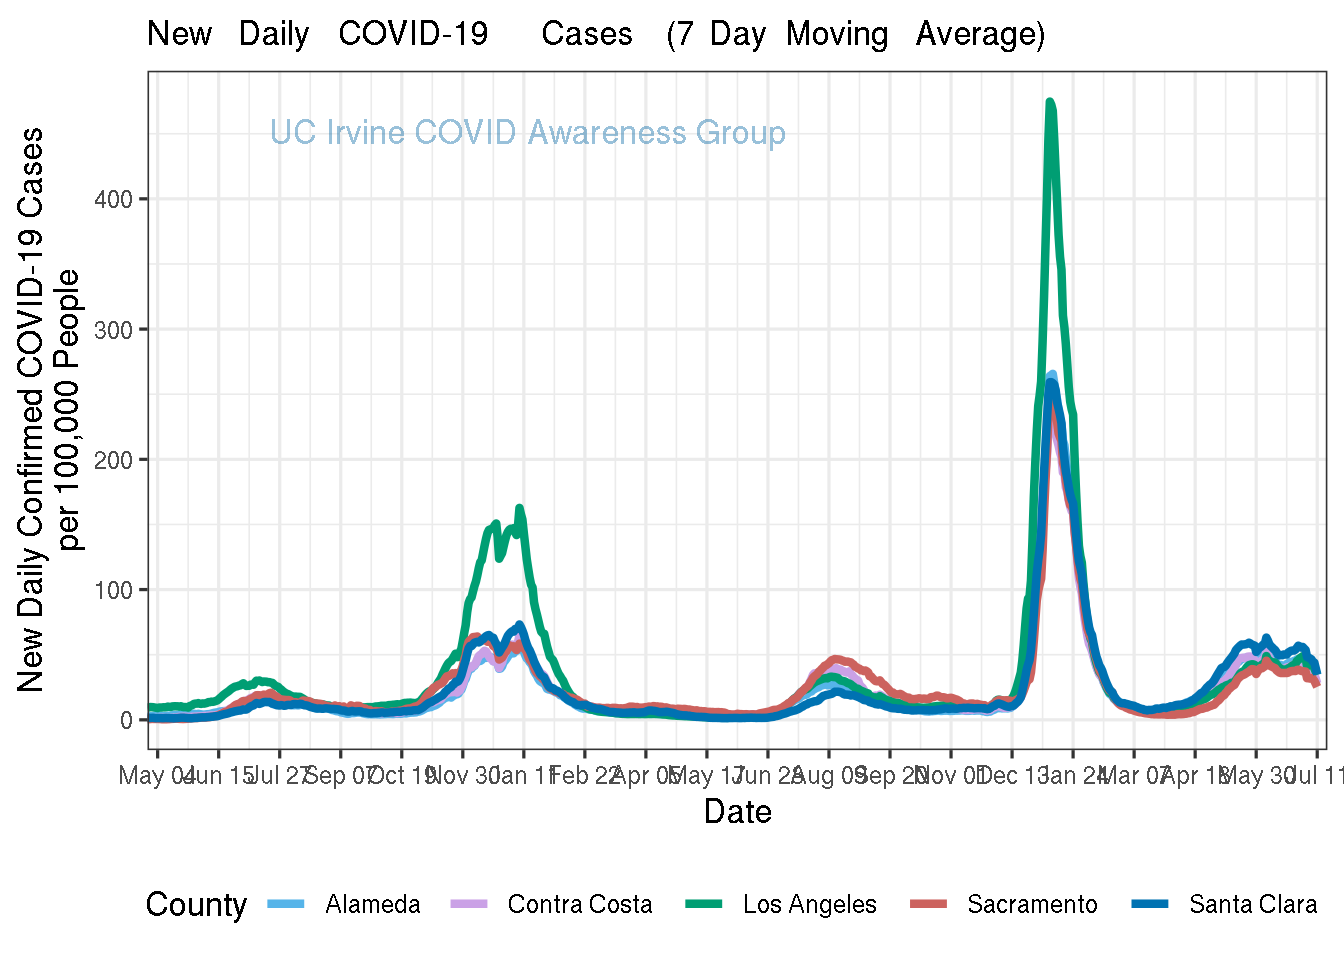 New Daily COVID-19 Cases (7 Day Moving Average)
UC Irvine COVID Awareness Group
New Daily Confirmed COVID-19 Cases
per 100,000 People
400
300
200
100
0
May 04 Jun 15 Jul 27 Sep 07 Oct 19 Nov 30 Jan 11 Feb 22 Apr 05 May 17 Jun 28 Aug 09 Sep 20 Nov 01 Dec 13 Jan 24 Mar 07 Apr 18 May 30 Jul 11
Date
County Alameda Contra Costa Los Angeles Sacramento Santa Clara